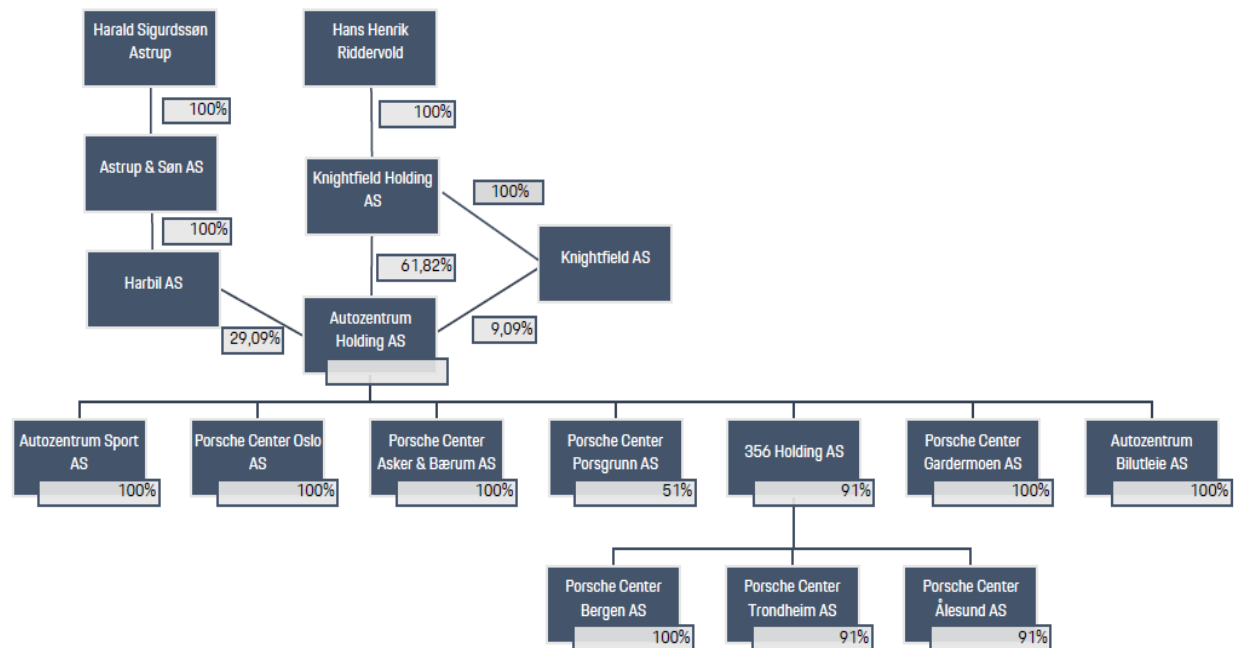 Harald Sigurdssøn
Astrup
Hans Henrik
Riddervold
100%
100%
Astrup & Søn AS
Knightfield Holding
AS
100%
100%
Knightfield AS
61,82%
Harbil AS
Autozentrum
Holding AS
29,09%
9,09%
Autozentrum Sport
AS
100%
Porsche Center Oslo
AS
100%
Porsche Center
Asker & Bærum AS
100%
Porsche Center
Porsgrunn AS
51%
356 Holding AS
91%
Porsche Center
Gardermoen AS
100%
Autozentrum
Bilutleie AS
100%
Porsche Center
Bergen AS
100%
Porsche Center
Trondheim AS
91%
Porsche Center
Ålesund AS
91%